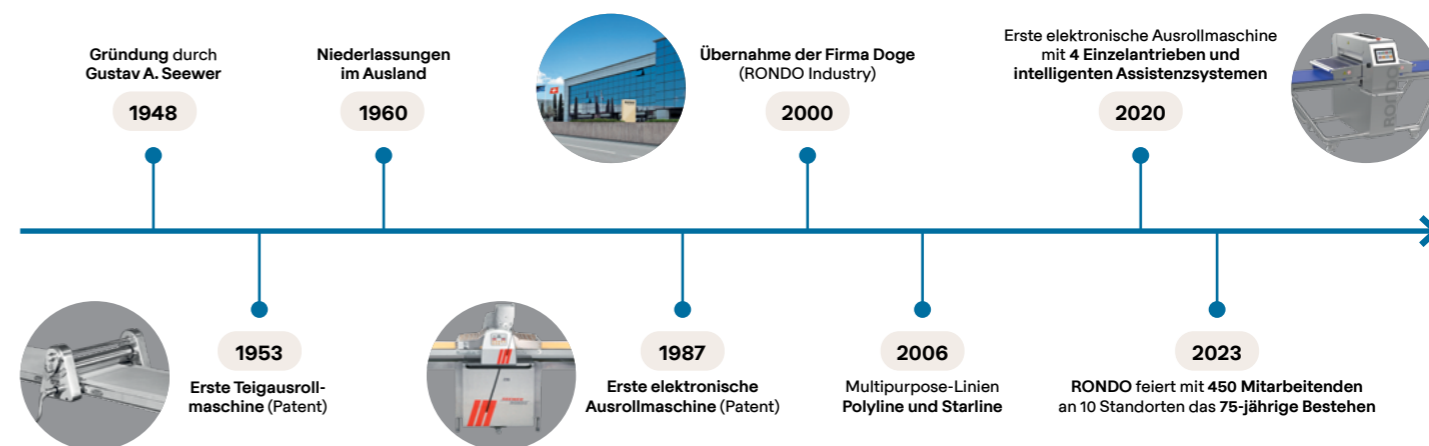 Gründung durch
Gustav A. Seewer
1948
Niederlassungen
im Ausland
1960
Übernahme der Firma Doge
(RONDO Industry)
2000
Erste elektronische Ausrollmaschine
mit 4 Einzelantrieben und
intelligenten Assistenzsystemen
2020
RONDO
1953
Erste Teigausroll-
maschine (Patent)
1987
Erste elektronische
Ausrollmaschine (Patent)
2006
Multipurpose-Linien
Polyline und Starline
2023
RONDO feiert mit 450 Mitarbeitenden
an 10 Standorten das 75-jährige Bestehen